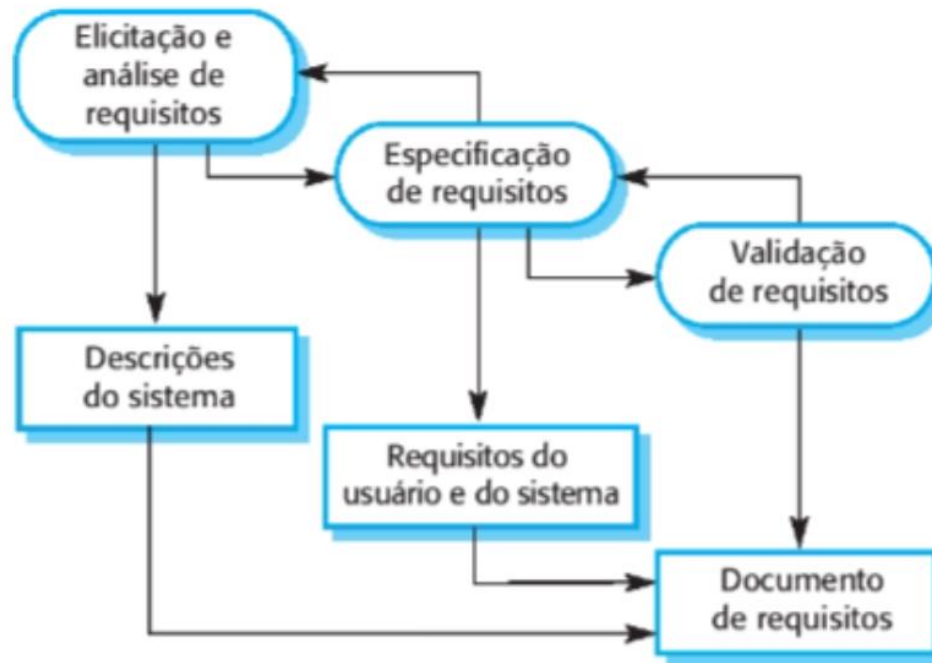 Elicitação e
análise de
requisitos
Especificação
de requisitos
Validação
de requisitos
Descrições
do sistema
Requisitos do
usuário e do sistema
Documento
de requisitos